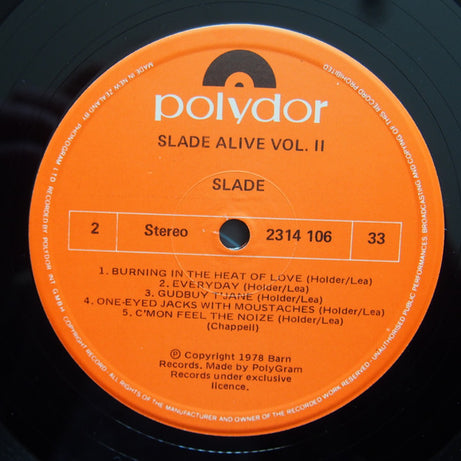 polydor
SLADE ALIVE VOL. II
SLADE
2 Stereo 2314 106 33
1. BURNING IN THE HEAT OF LOVE (Holder/Lea)
2. EVERYDAY (Holder/Lea)
3. GUDBUY T'JANE (Holder/Lea)
4. ONE-EYED JACKS WITH MOUSTACHES (Holder/Lea)
5. C'MON FEEL THE NOIZE (Holder/Lea)
(Chappell)
Ⓟ Copyright 1978 Barn
Records. Made by PolyGram
Records under exclusive
licence.
MADE IN NEW ZEALAND BY PHONOGRAM LTD RECORDED BY POLYDOR INT GMBH
COPYRIGHT RECORD. ALL RIGHTS OF THE MANUFACTURER AND OWNER OF THE RECORDED WORK RESERVED. UNAUTHORISED PUBLIC PERFORMANCE, BROADCASTING AND COPYING OF THIS RECORD PROHIBITED.